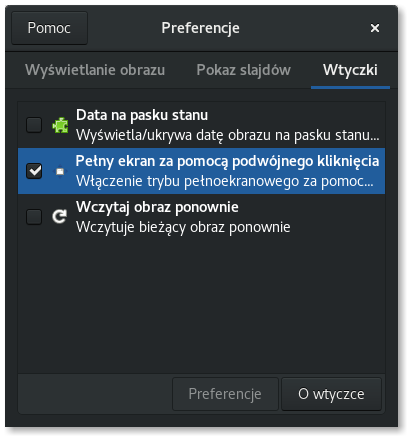 Pomoc
Preferencje
Wyświetlanie obrazu
Pokaz slajdów
Wtyczki
Data na pasku stanu
Wyświetla/ukrywa datę obrazu na pasku stanu...
Pełny ekran za pomocą podwójnego kliknięcia
Włączenie trybu pełnoekranowego za pomoc...
Wczytaj obraz ponownie
Wczytuje bieżący obraz ponownie
Preferencje
O wtyczce